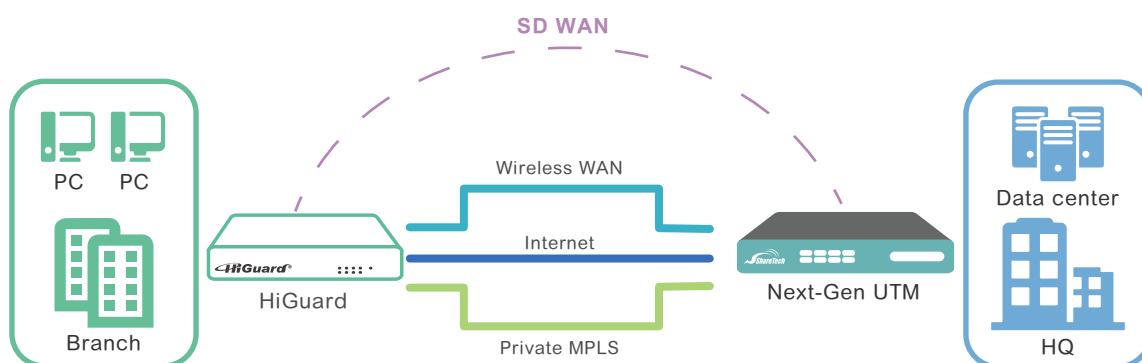 SD WAN
PC
PC
Branch
HiGuard®
HiGuard
Wireless WAN
Internet
Private MPLS
ShareTech
Next-Gen UTM
Data center
HQ